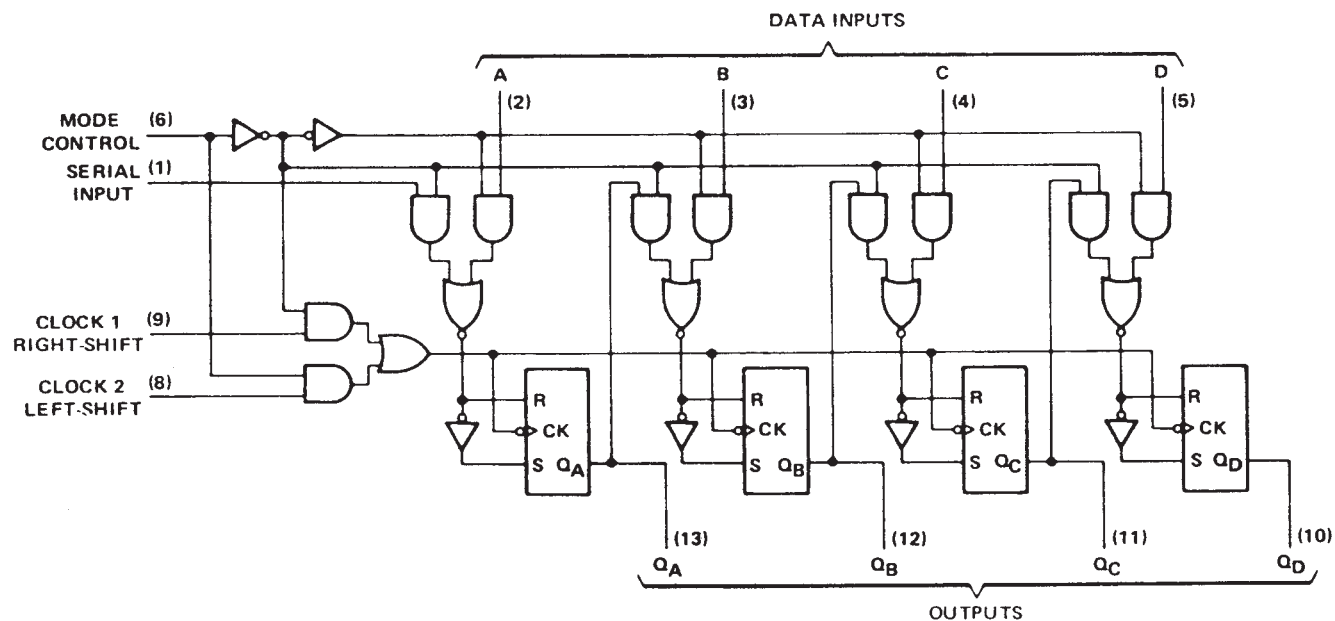 DATA INPUTS
A B C D
(2) (3) (4) (5)
MODE (6)
CONTROL
SERIAL (1)
INPUT
CLOCK 1 (9)
RIGHT-SHIFT
CLOCK 2 (8)
LEFT-SHIFT
R R R R
CK CK CK CK
S QA S QB S QC S QD
(13) (12) (11) (10)
QA QB QC QD
OUTPUTS